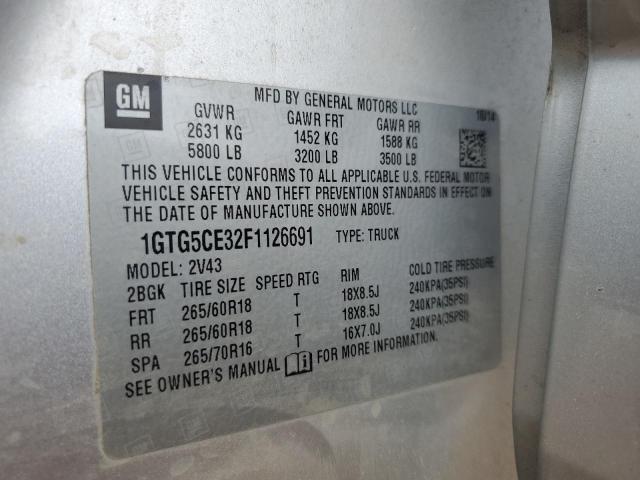 GM
MFD BY GENERAL MOTORS LLC
10/14
GVWR GAWR FRT GAWR RR
2631 KG 1452 KG 1588 KG
5800 LB 3200 LB 3500 LB
THIS VEHICLE CONFORMS TO ALL APPLICABLE U.S. FEDERAL MOTOR
VEHICLE SAFETY AND THEFT PREVENTION STANDARDS IN EFFECT ON
THE DATE OF MANUFACTURE SHOWN ABOVE.
1GTG5CE32F1126691 TYPE: TRUCK
MODEL: 2V43
2BGK TIRE SIZE SPEED RTG RIM COLD TIRE PRESSURE
FRT 265/60R18 T 18X8.5J 240KPA(35PSI)
RR 265/60R18 T 18X8.5J 240KPA(35PSI)
SPA 265/70R16 T 16X7.0J 240KPA(35PSI)
SEE OWNER'S MANUAL FOR MORE INFORMATION.